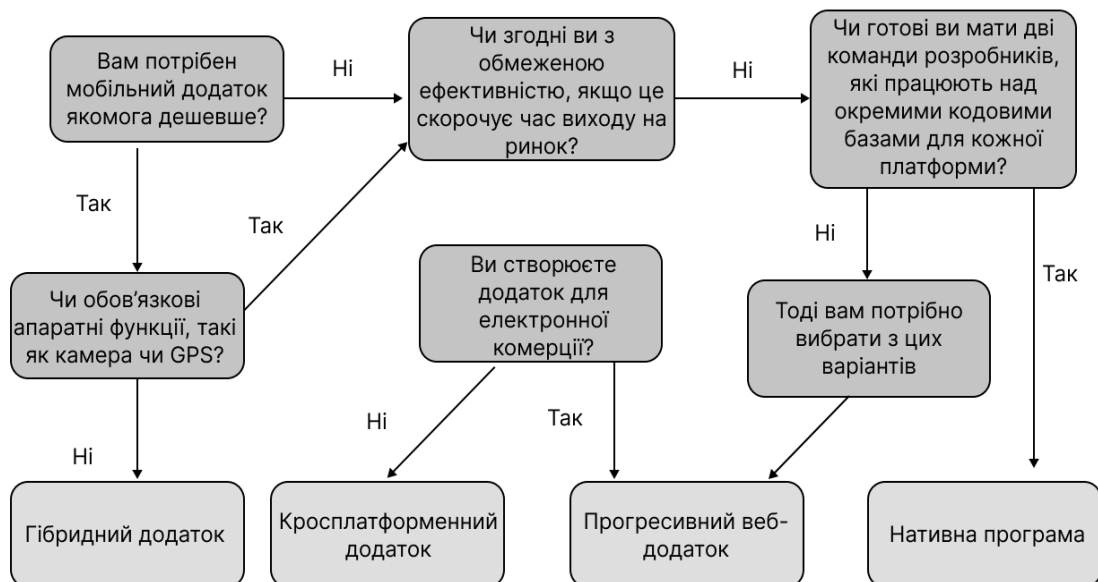 Вам потрібен
мобільний додаток
якомога дешевше?
Ні
Чи згодні ви з
обмеженою
ефективністю, якщо це
скорочує час виходу на
ринок?
Ні
Чи готові ви мати дві
команди розробників,
які працюють над
окремими кодовими
базами для кожної
платформи?
Так
Так
Ні
Так
Чи обов’язкові
апаратні функції, такі
як камера чи GPS?
Ви створюєте
додаток для
електронної
комерції?
Тоді вам потрібно
вибрати з цих
варіантів
Ні
Ні
Так
Гібридний додаток
Кросплатформенний
додаток
Прогресивний веб-
додаток
Нативна програма